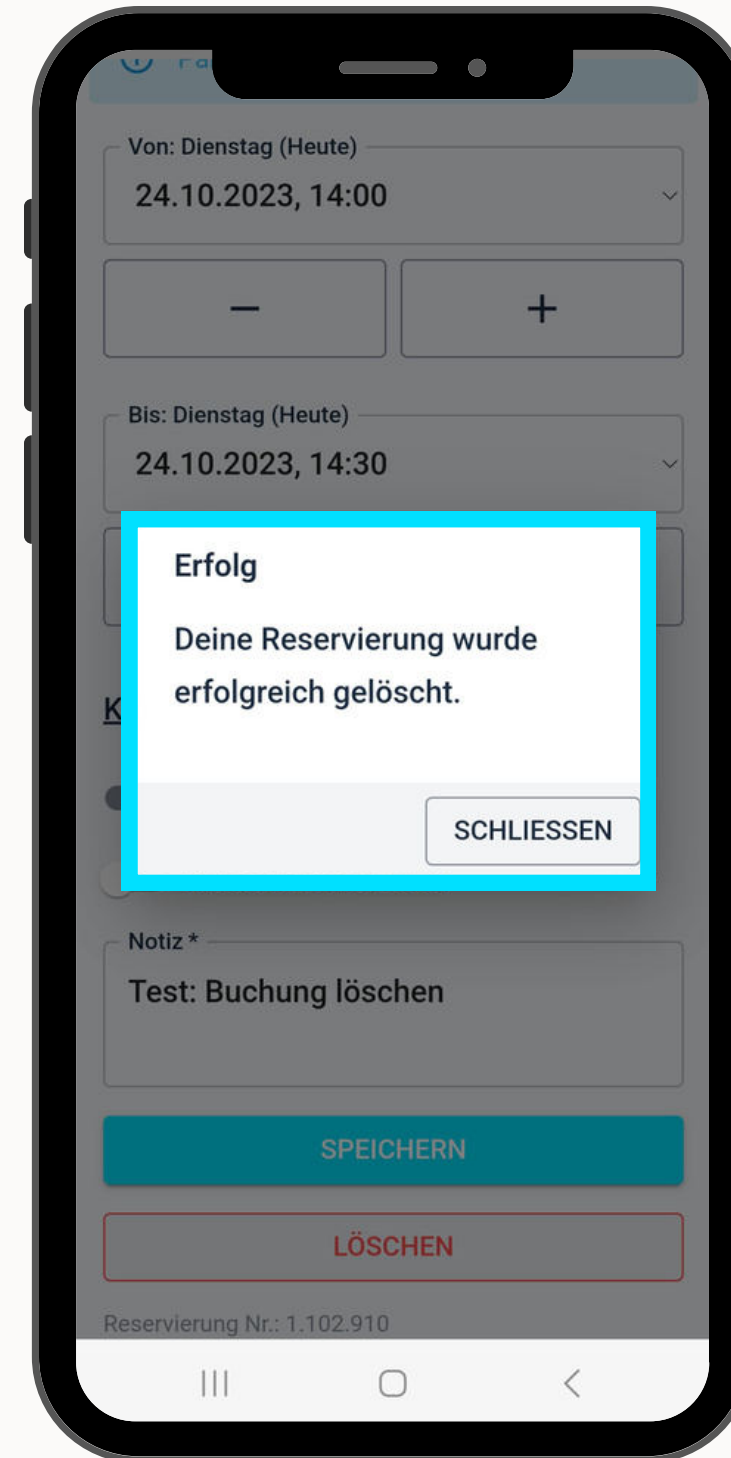 Von: Dienstag (Heute)
24.10.2023, 14:00
− +
Bis: Dienstag (Heute)
24.10.2023, 14:30
Erfolg
Deine Reservierung wurde
erfolgreich gelöscht.
SCHLIESSEN
Notiz *
Test: Buchung löschen
SPEICHERN
LÖSCHEN
Reservierung Nr.: 1.102.910